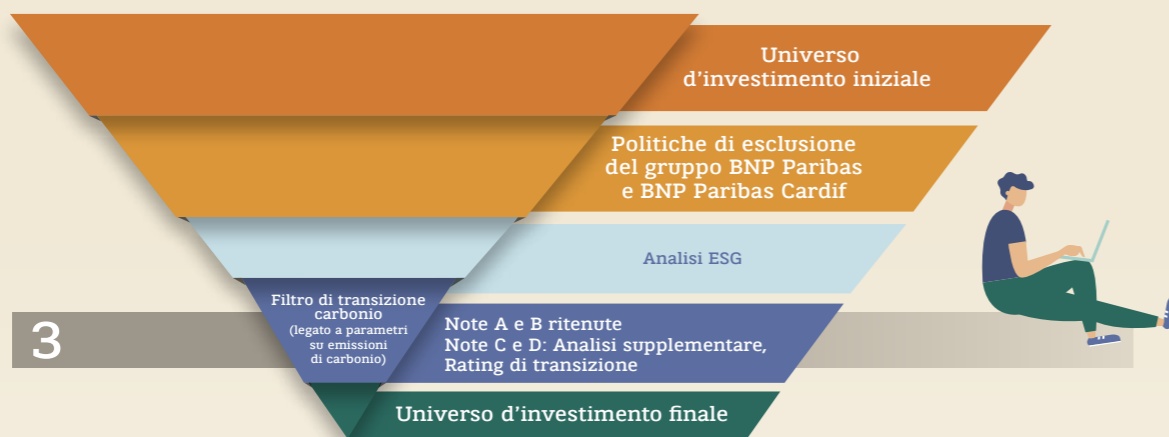 Universo
d'investimento iniziale
Politiche di esclusione
del gruppo BNP Paribas
e BNP Paribas Cardif
Analisi ESG
Filtro di transizione
carbonio
(legato a parametri
su emissioni
di carbonio)
Note A e B ritenute
Note C e D: Analisi supplementare,
Rating di transizione
3
Universo d'investimento finale